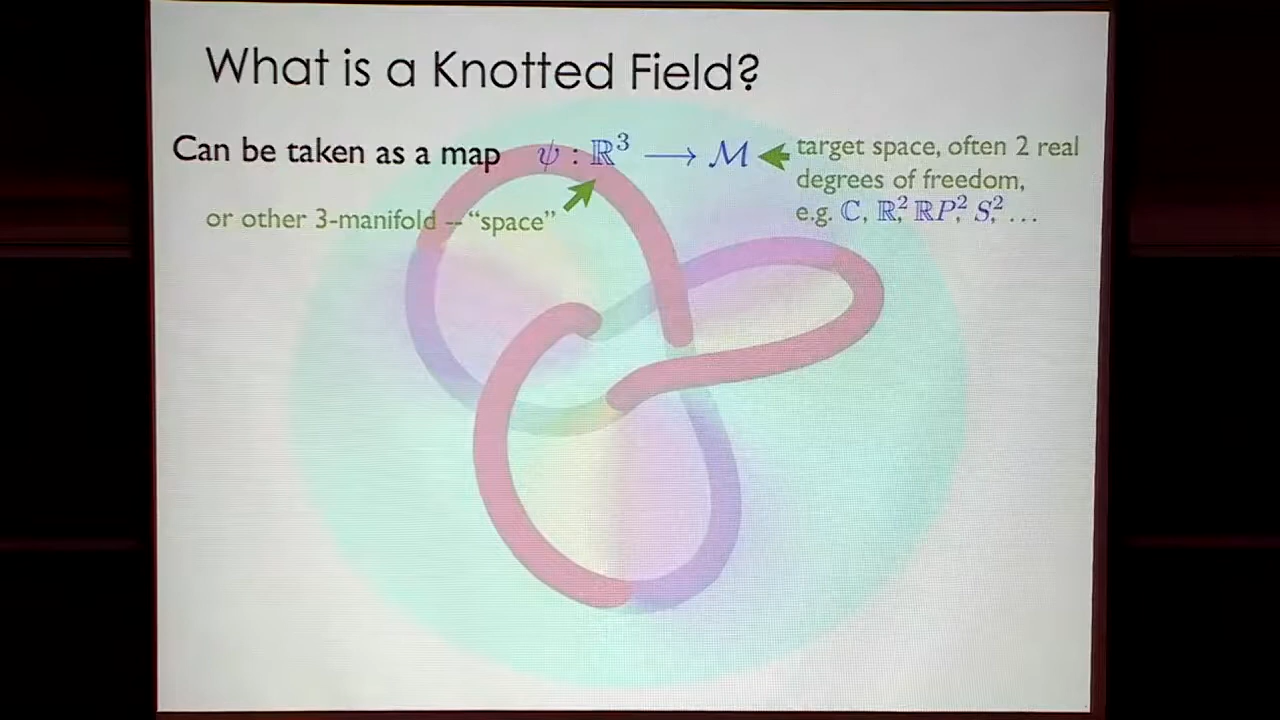 What is a Knotted Field?
Can be taken as a map ψ : ℝ³ ⟶ ℳ
target space, often 2 real
degrees of freedom,
e.g. ℂ, ℝ², ℝP², S², ...
or other 3-manifold -- “space”